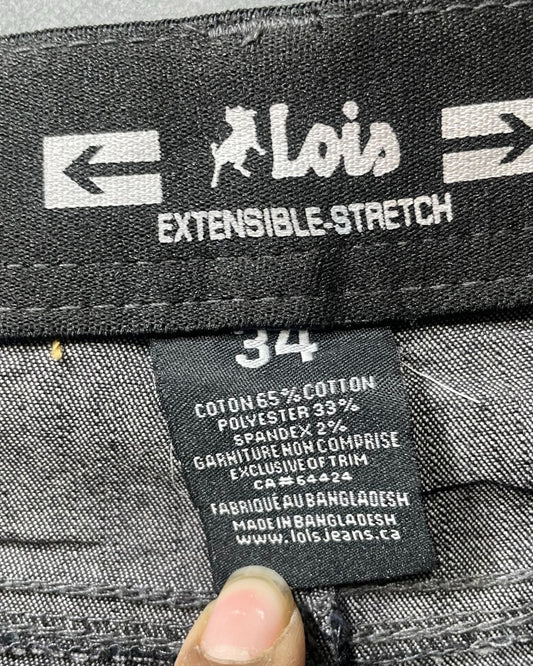 Lois
EXTENSIBLE-STRETCH
34
COTON 65% COTTON
POLYESTER 33%
SPANDEX 2%
GARNITURE NON COMPRISE
EXCLUSIVE OF TRIM
CA#64424
FABRIQUÉ AU BANGLADESH
MADE IN BANGLADESH
www.loisjeans.ca